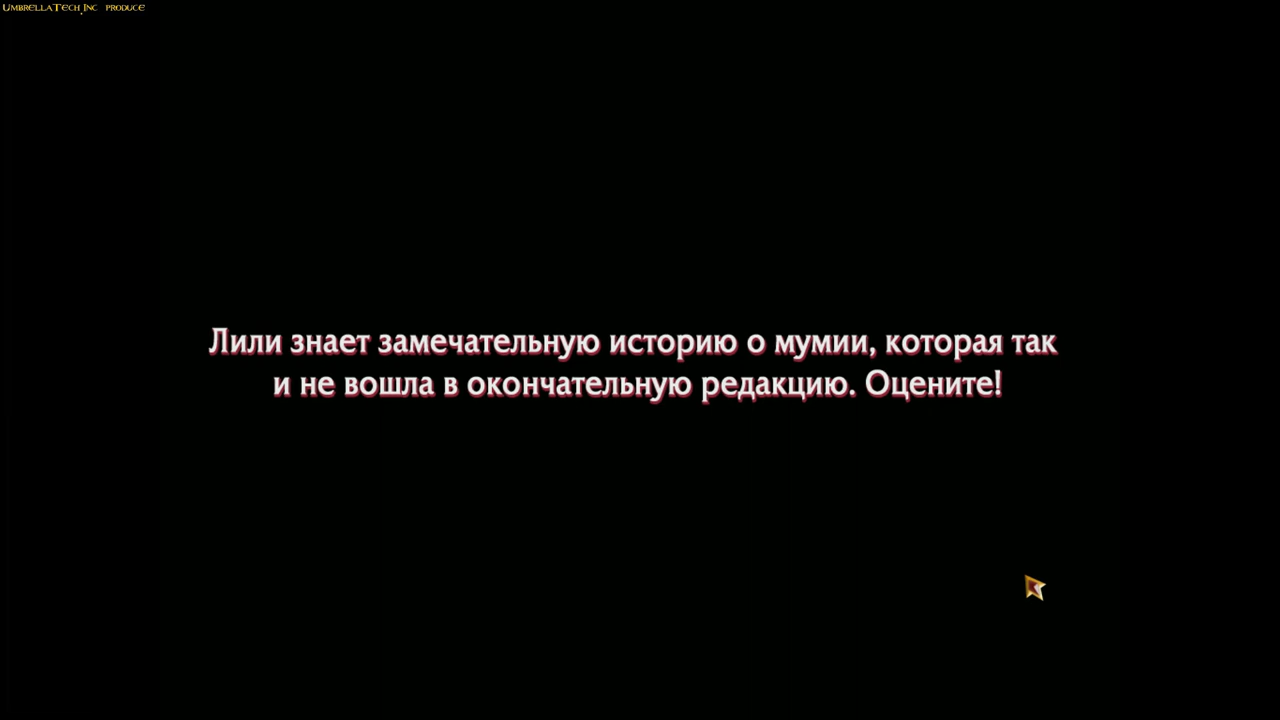 UmbrellaTech.Inc produce
Лили знает замечательную историю о мумии, которая так
и не вошла в окончательную редакцию. Оцените!